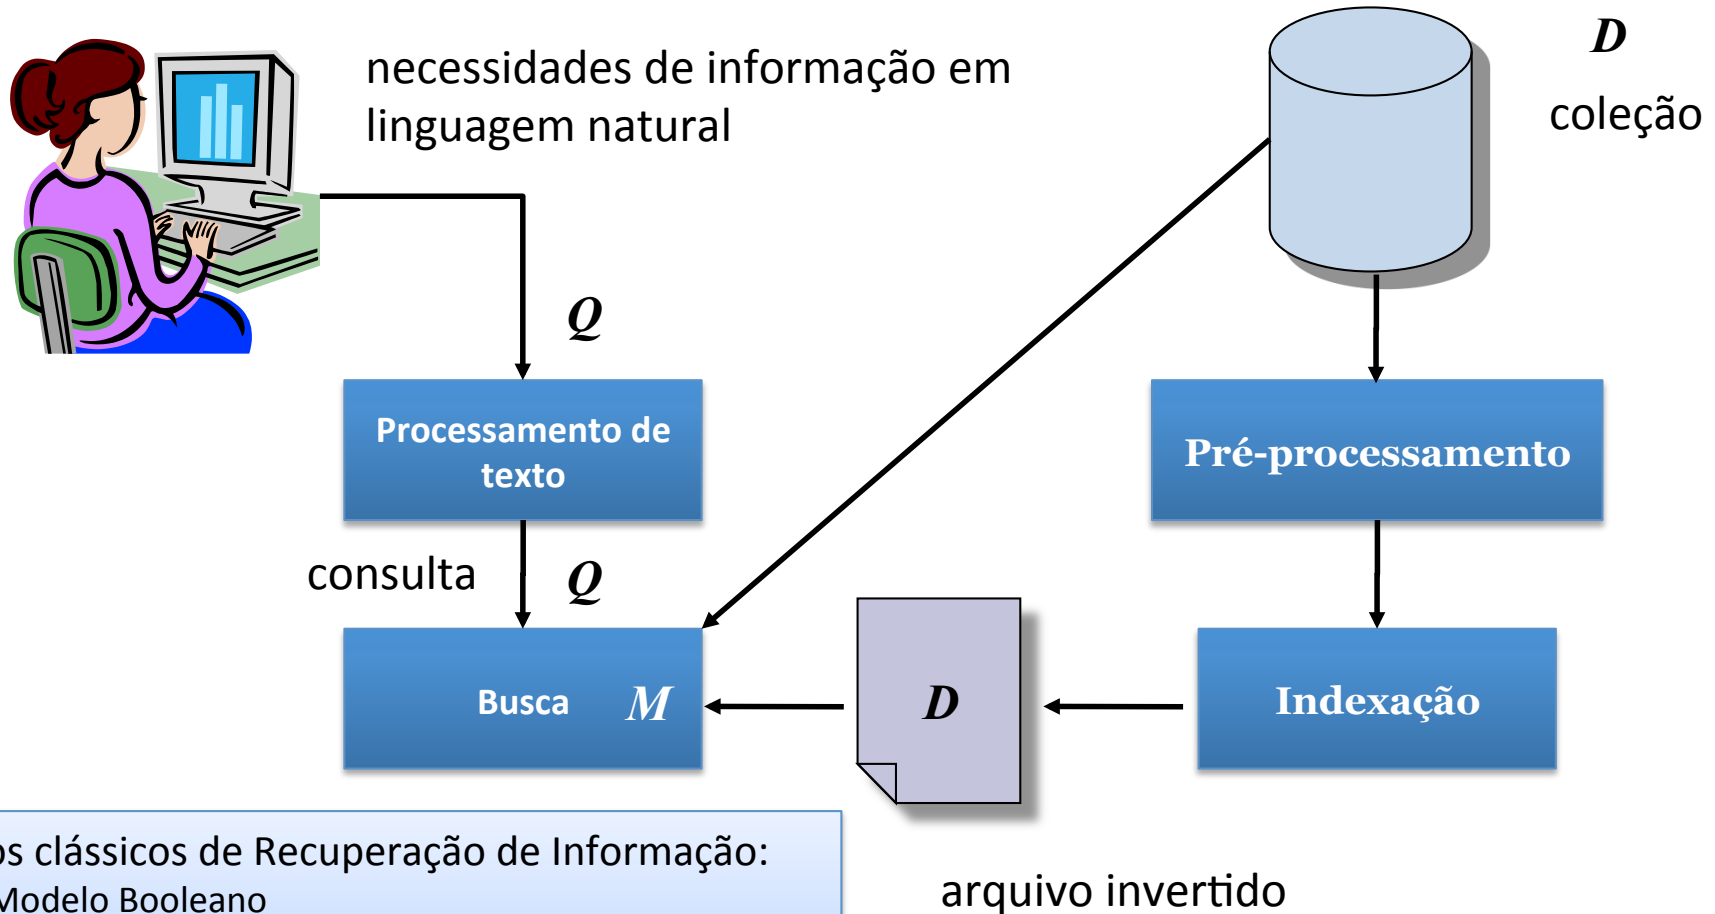 necessidades de informação em
linguagem natural
D
coleção
Q
Processamento de
texto
Pré-processamento
consulta
Q
Busca
M
D
Indexação
clássicos de Recuperação de Informação:
Modelo Booleano
arquivo invertido